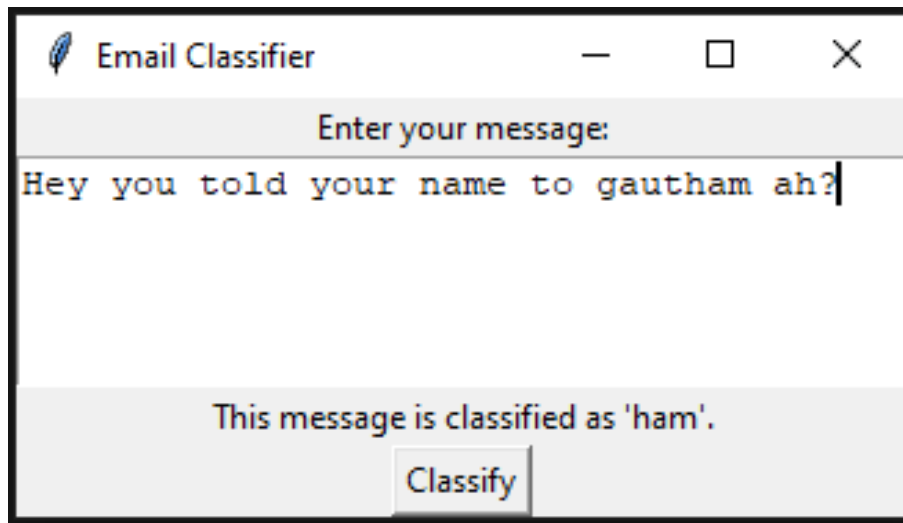 Email Classifier
Enter your message:
Hey you told your name to gautham ah?
This message is classified as 'ham'.
Classify